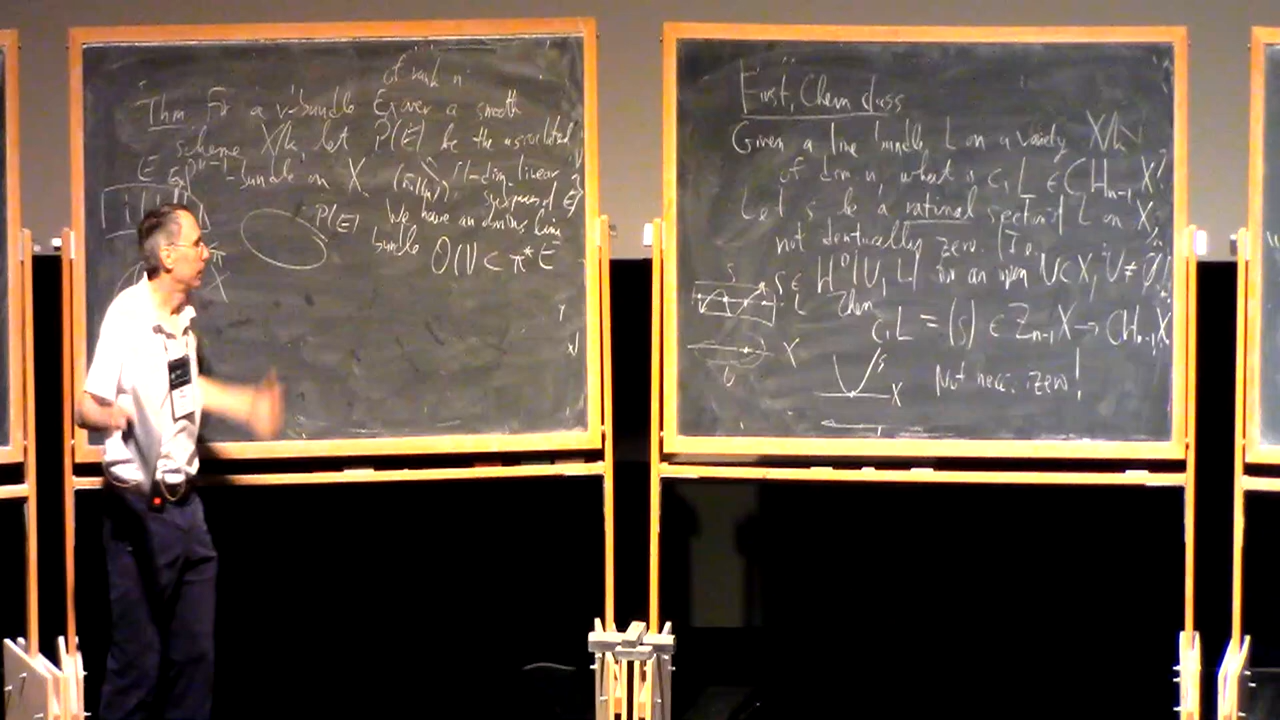 of rank n
Thm For a v-bundle E over a smooth
scheme X/k, let P(E) be the associated
E P^{n-1}-bundle on X 1-dim linear
P(E) We have an obvious line
bundle O(-1) ⊂ π*E
π
X
First Chern class
Given a line bundle L on a variety X/k
of dim n, what is c₁L ∈ CH_{n-1}X?
Let s be a rational section of L on X,
not identically zero. (I.e.
s ∈ H⁰(U, L) for an open U⊂X, U≠∅.)
s
L
Then
c₁L = (s) ∈ Z_{n-1}X → CH_{n-1}X
X
U
s
X
Not nec. zero!